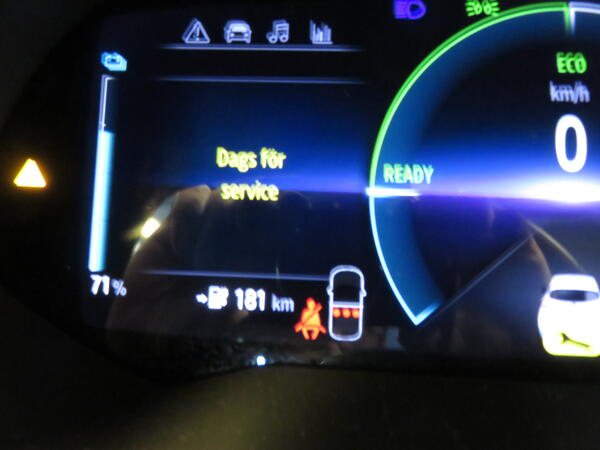 ECO
km/h
0
Dags för
service
READY
71%
181 km